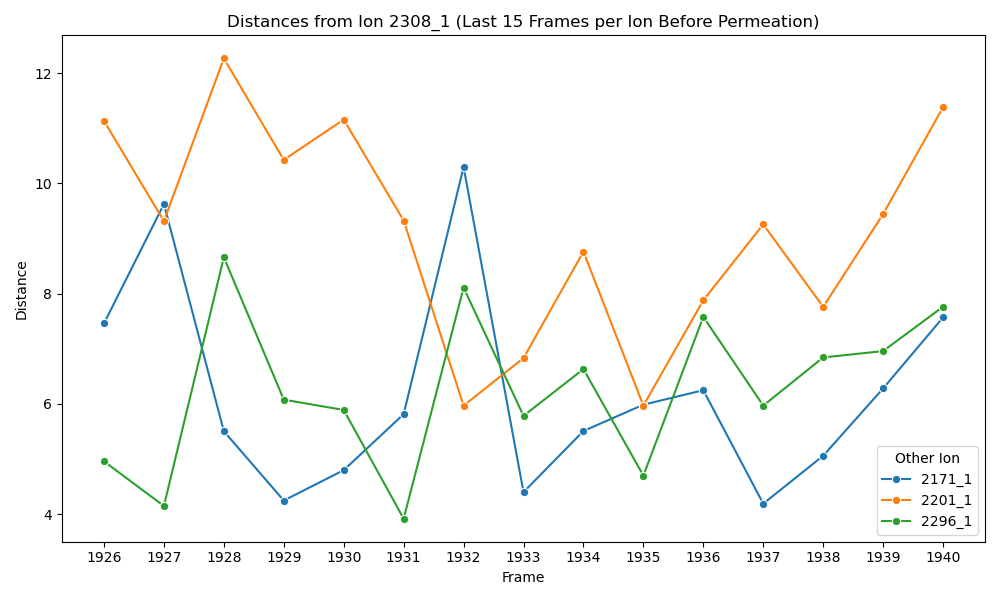 Distances from Ion 2308_1 (Last 15 Frames per Ion Before Permeation)
Distance
12
10
8
6
4
1926 1927 1928 1929 1930 1931 1932 1933 1934 1935 1936 1937 1938 1939 1940
Frame
Other Ion
2171_1
2201_1
2296_1